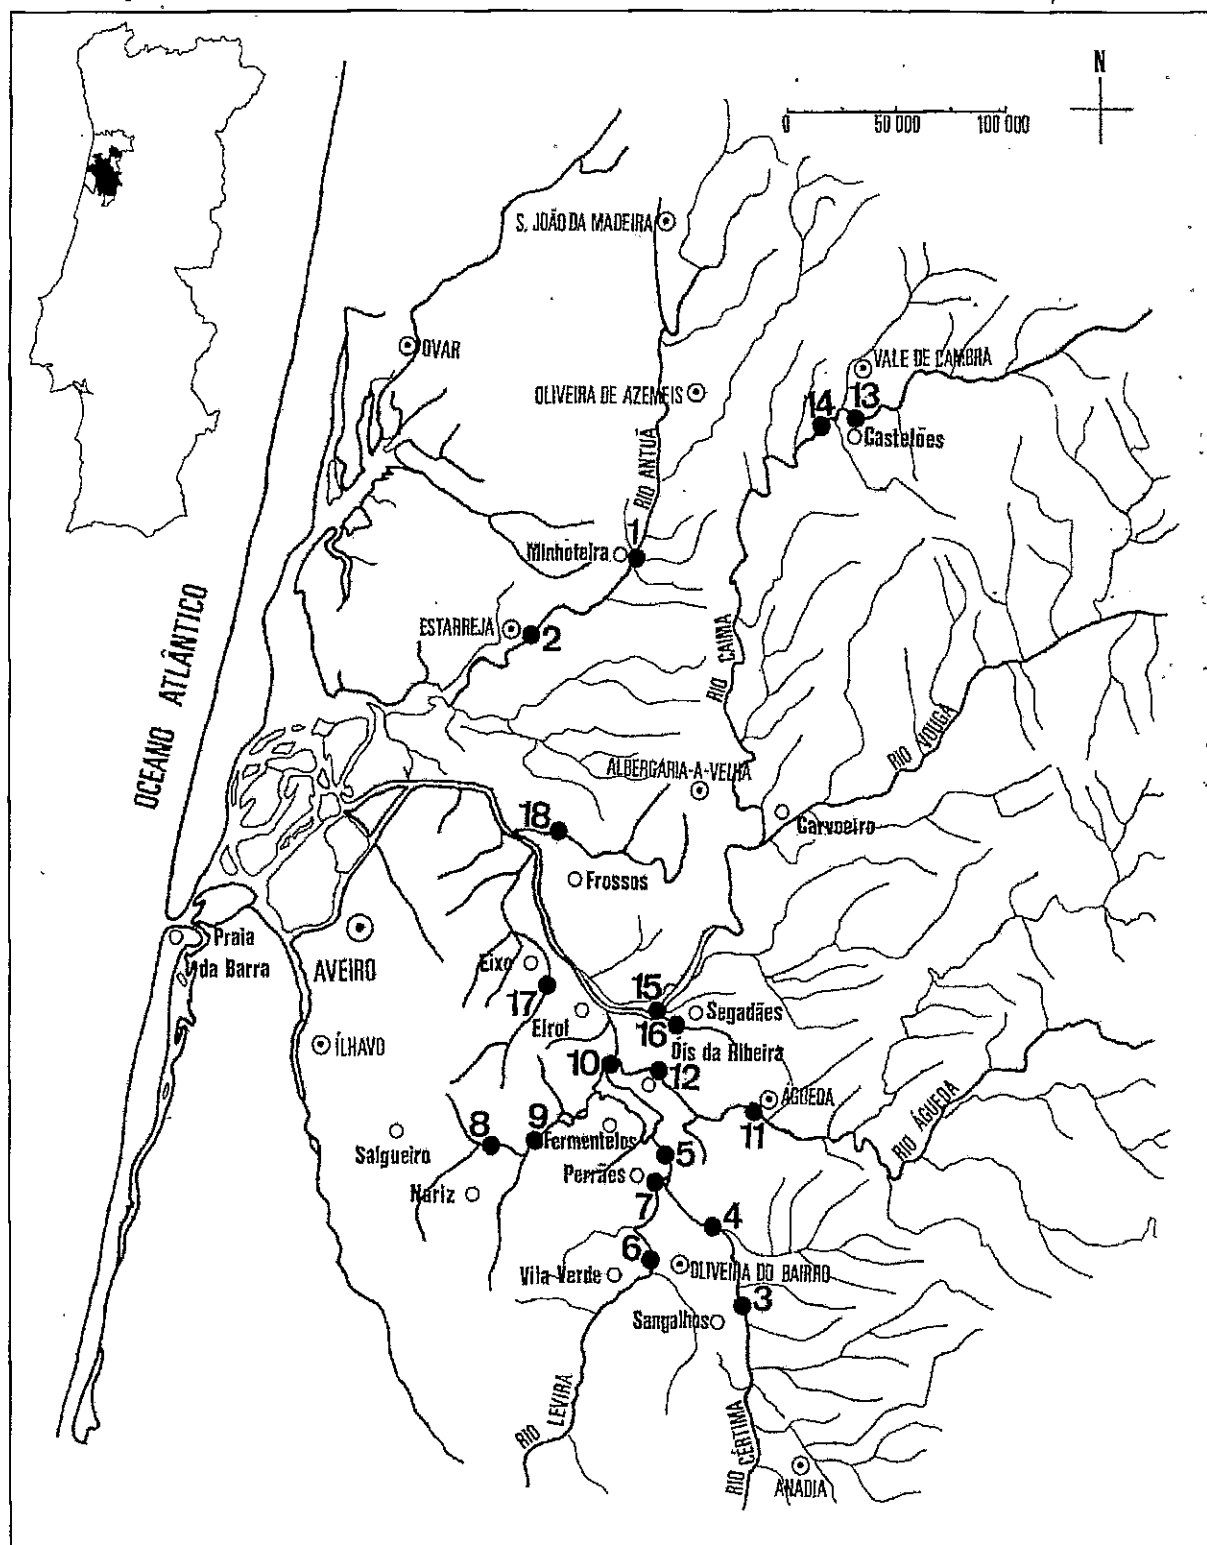 N
0 50 000 100 000
S. JOÃO DA MADEIRA
OVAR
VALE DE CAMBRA
OLIVEIRA DE AZEMEIS
14
13
Castelões
RIO ANTUÃ
1
Minhoteira
ESTARREJA
2
OCEANO ATLÂNTICO
RIO CAIMA
RIO VOUGA
ALBERGARIA-A-VELHA
Carvoeiro
18
Frossos
Praia
da Barra
AVEIRO
Eixo
17
15
Segadães
Eirol
16
ÍLHAVO
Ois da Ribeira
10
12
ÁGUEDA
RIO ÁGUEDA
8
9
Fermentelos
11
Salgueiro
5
Perrães
Nariz
7
4
6
Vila Verde
OLIVEIRA DO BAIRRO
3
Sangalhos
RIO LEVIRA
RIO CÉRTIMA
ANADIA